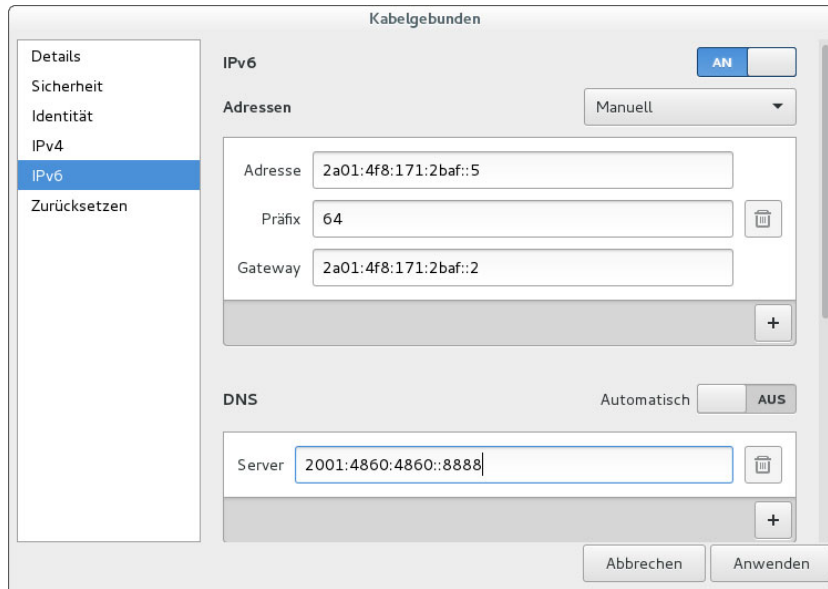 Kabelgebunden
Details
Sicherheit
Identität
IPv4
IPv6
Zurücksetzen
IPv6
AN
Adressen
Manuell
Adresse 2a01:4f8:171:2baf::5
Präfix 64
Gateway 2a01:4f8:171:2baf::2
+
DNS
Automatisch AUS
Server 2001:4860:4860::8888
+
Abbrechen
Anwenden